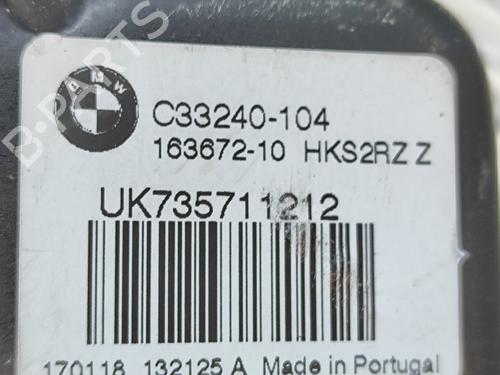 B-PARTS
BMW
C33240-104
163672-10 HKS2RZ Z
UK735711212
170118 132125 A Made in Portugal